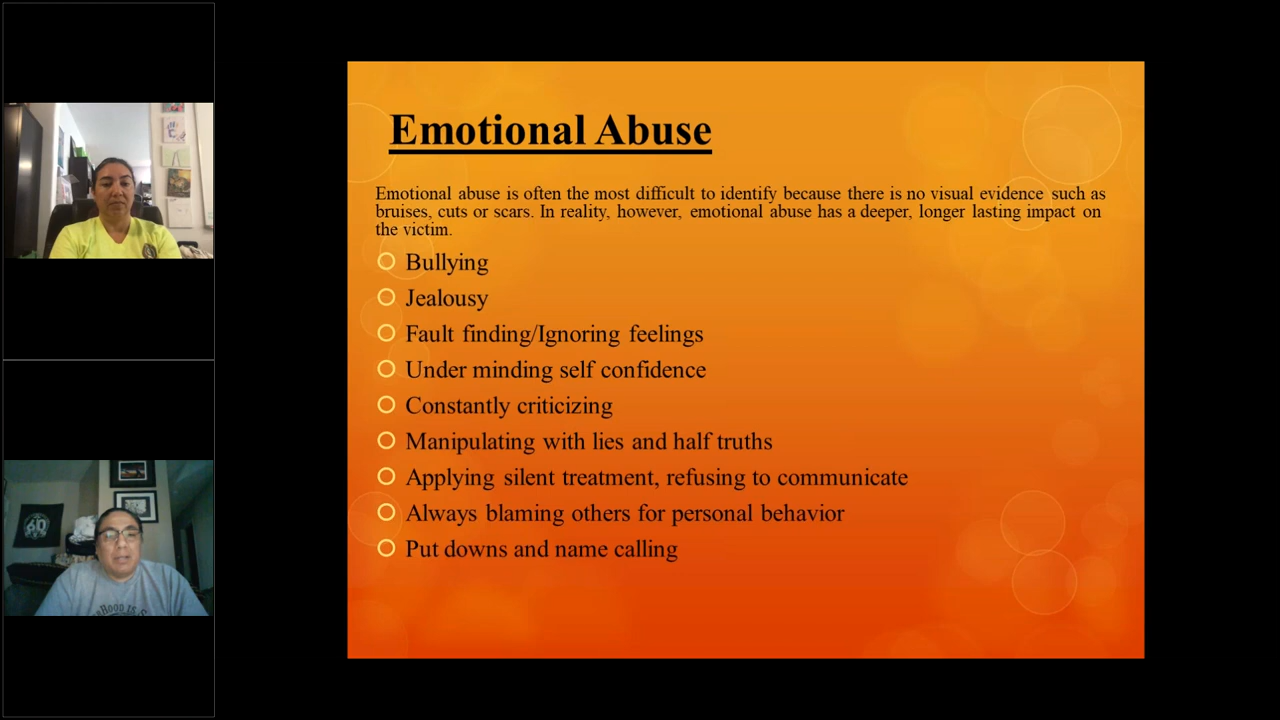 Emotional Abuse
Emotional abuse is often the most difficult to identify because there is no visual evidence such as
bruises, cuts or scars. In reality, however, emotional abuse has a deeper, longer lasting impact on
the victim.
Bullying
Jealousy
Fault finding/Ignoring feelings
Under minding self confidence
Constantly criticizing
Manipulating with lies and half truths
Applying silent treatment, refusing to communicate
Always blaming others for personal behavior
Put downs and name calling
60
HOOD IS